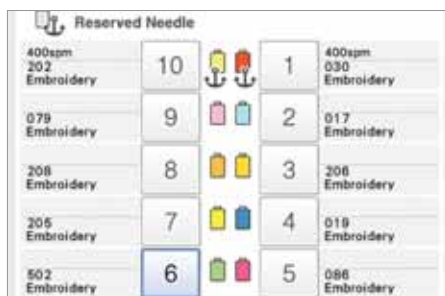 Reserved Needle
400spm
202
Embroidery
10
1
400spm
030
Embroidery
079
Embroidery
9
2
017
Embroidery
208
Embroidery
8
3
206
Embroidery
205
Embroidery
7
4
019
Embroidery
502
Embroidery
6
5
086
Embroidery